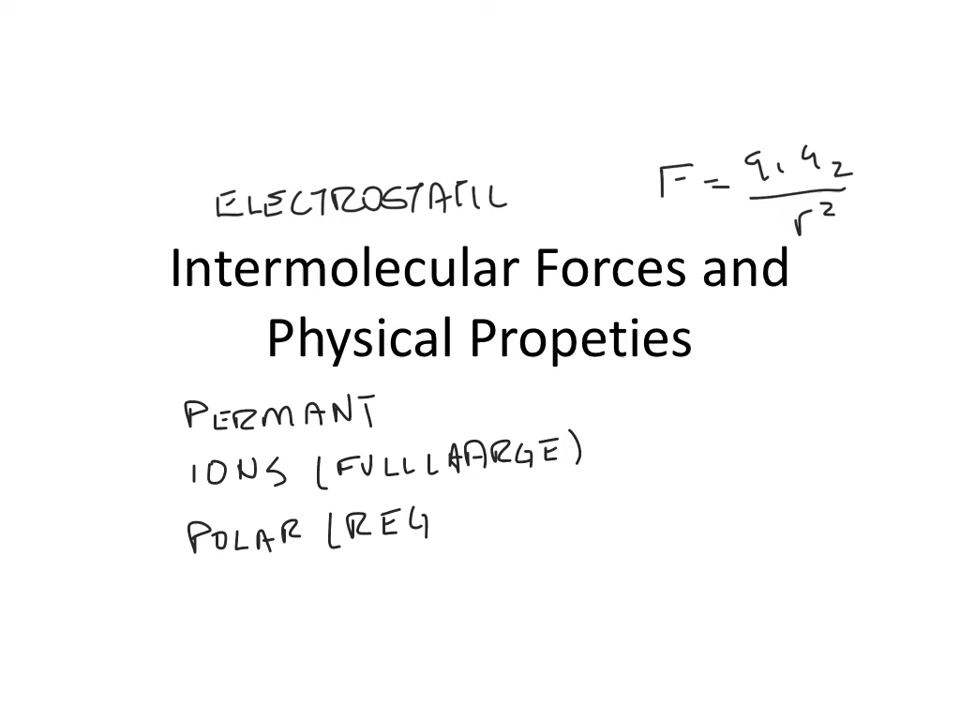 ELECTROSTATIC
F = q1 q2 / r²
Intermolecular Forces and
Physical Propeties
PERMANT
IONS (FULL CHARGE)
POLAR (REG